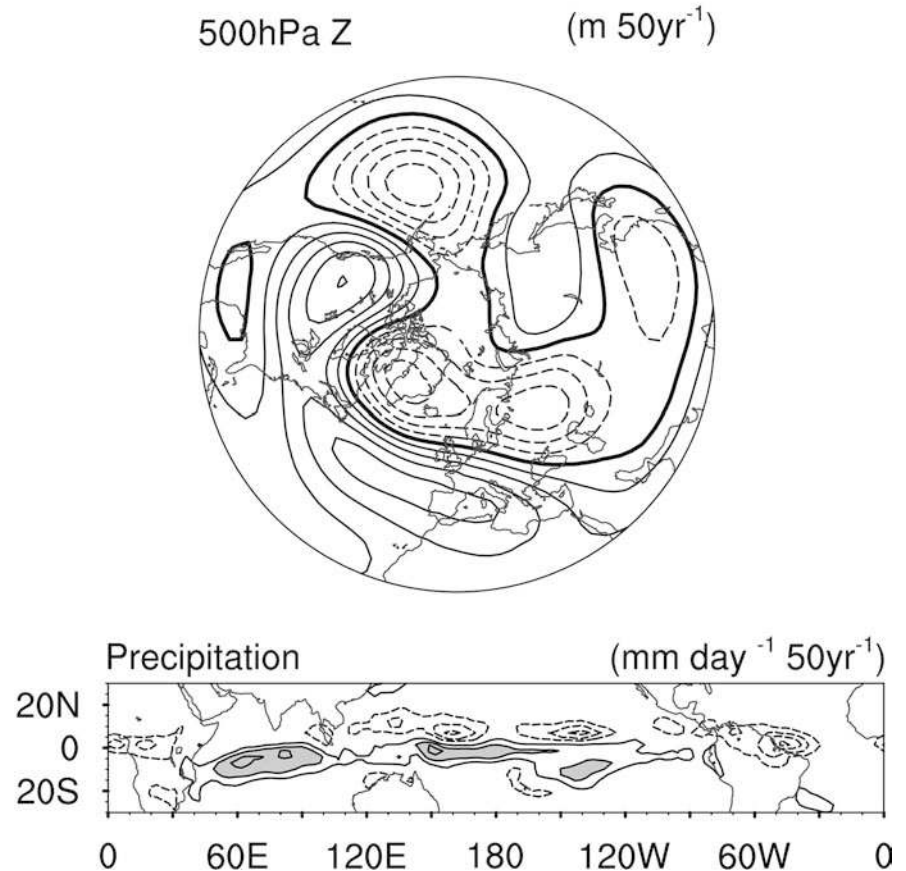 500hPa Z (m 50yr⁻¹)
Precipitation (mm day ⁻¹ 50yr⁻¹)
20N
0
20S
0 60E 120E 180 120W 60W 0